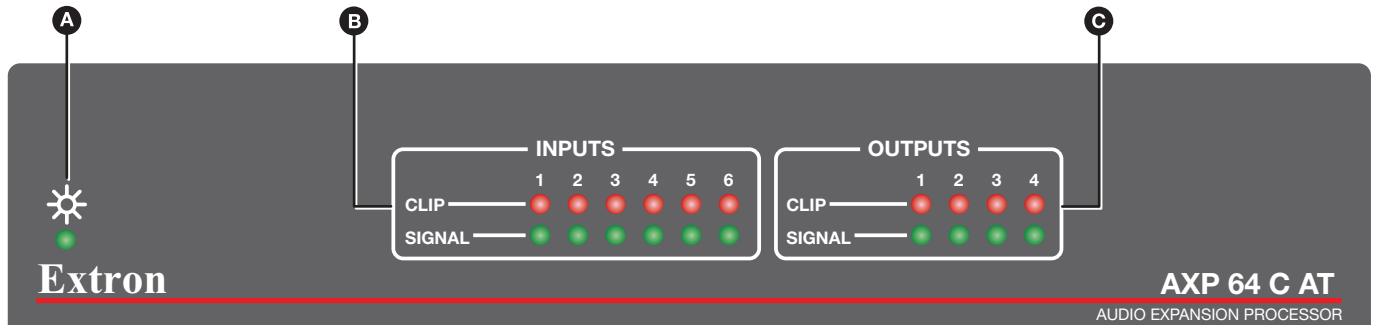 A B C
INPUTS OUTPUTS
1 2 3 4 5 6 1 2 3 4
CLIP CLIP
SIGNAL SIGNAL
Extron
AXP 64 C AT
AUDIO EXPANSION PROCESSOR